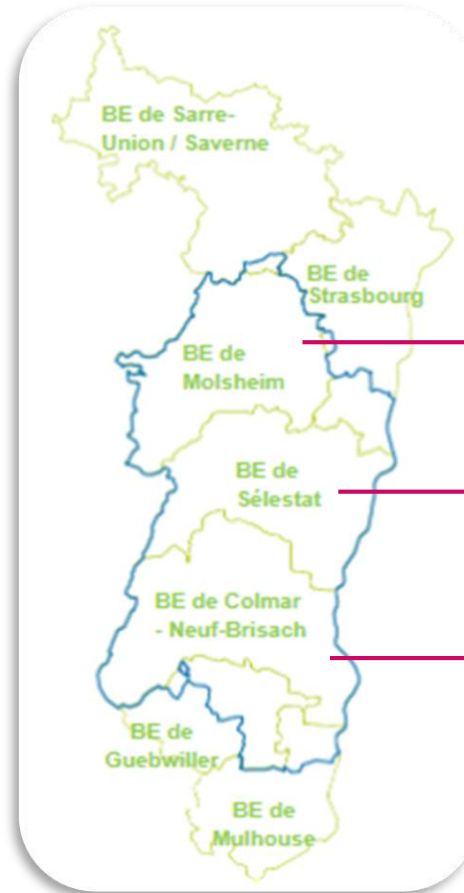 BE de Sarre-
Union / Saverne
BE de
Strasbourg
BE de
Molsheim
BE de
Sélestat
BE de Colmar
- Neuf-Brisach
BE de
Guebwiller
BE de
Mulhouse